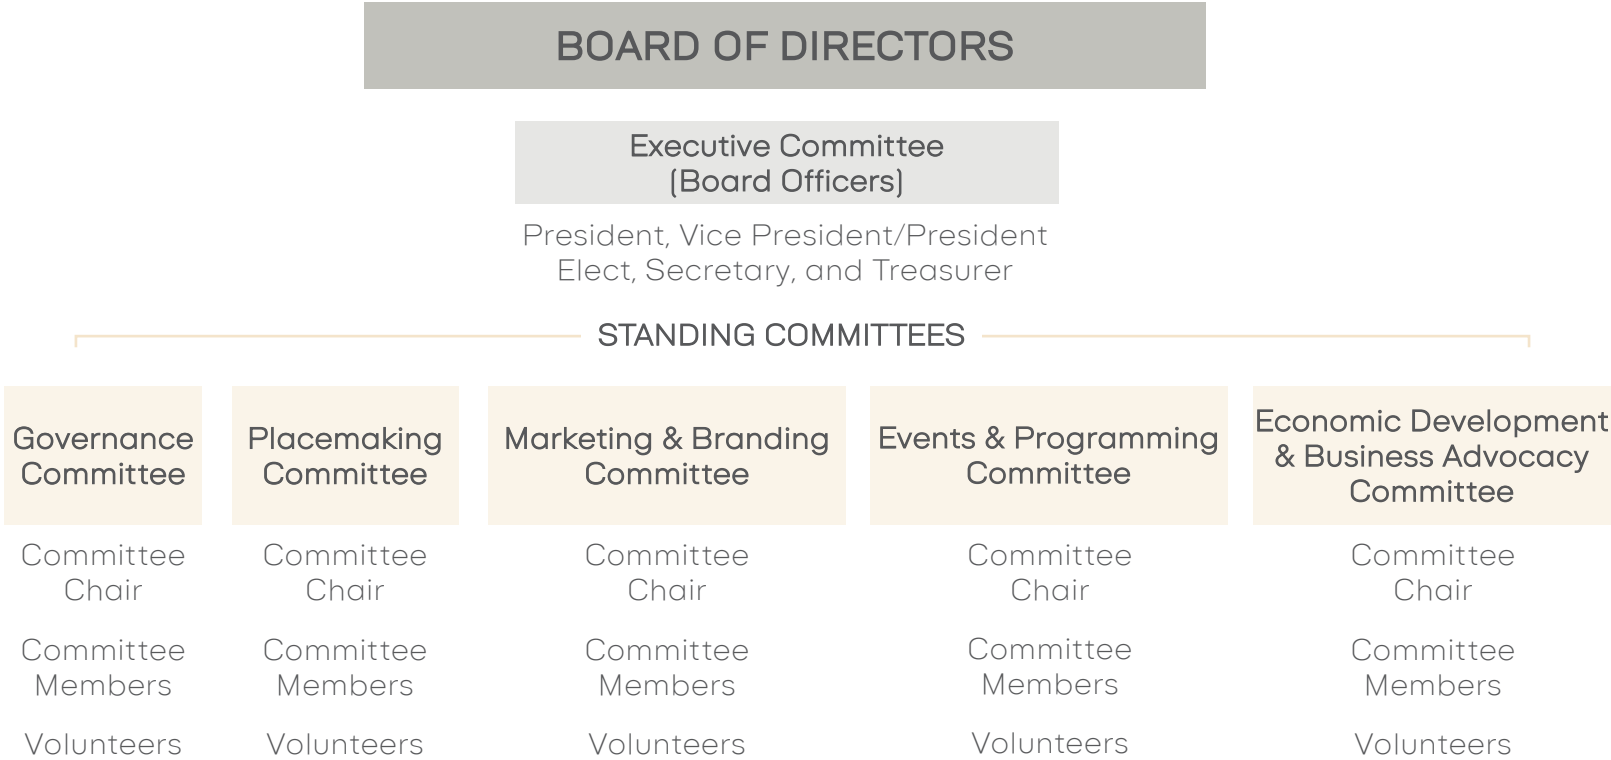 BOARD OF DIRECTORS
Executive Committee
(Board Officers)
President, Vice President/President
Elect, Secretary, and Treasurer
STANDING COMMITTEES
Governance
Committee
Committee
Chair
Committee
Members
Volunteers
Placemaking
Committee
Committee
Chair
Committee
Members
Volunteers
Marketing & Branding
Committee
Committee
Chair
Committee
Members
Volunteers
Events & Programming
Committee
Committee
Chair
Committee
Members
Volunteers
Economic Development
& Business Advocacy
Committee
Committee
Chair
Committee
Members
Volunteers